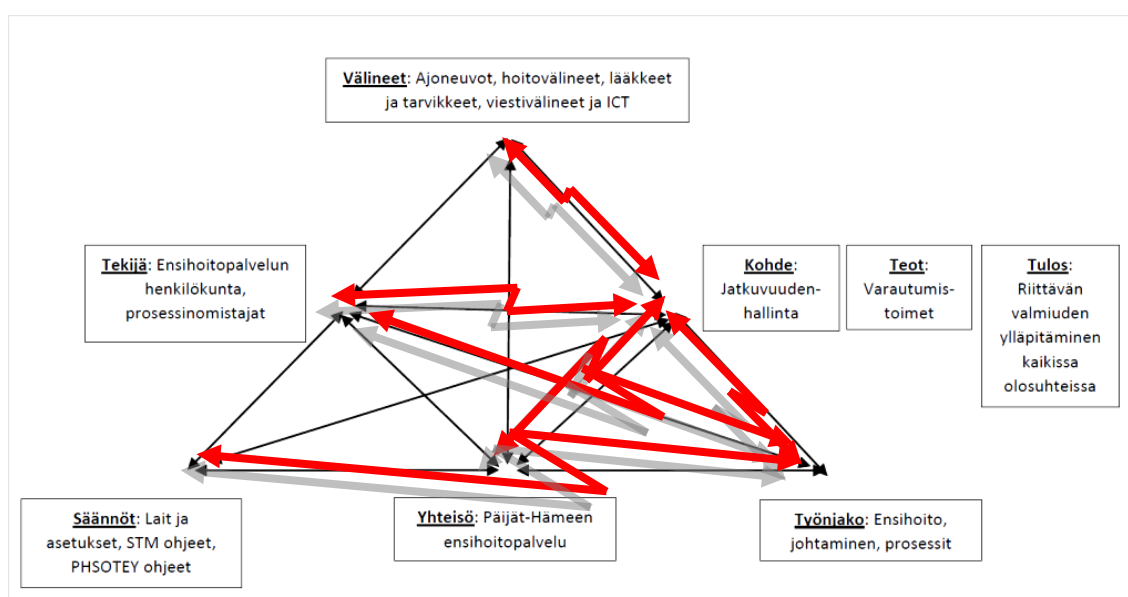 Välineet: Ajoneuvot, hoitovälineet, lääkkeet
ja tarvikkeet, viestivälineet ja ICT
Tekijä: Ensihoitopalvelun
henkilökunta,
prosessinomistajat
Kohde:
Jatkuvuuden-
hallinta
Teot:
Varautumis-
toimet
Tulos:
Riittävän
valmiuden
ylläpitäminen
kaikissa
olosuhteissa
Säännöt: Lait ja
asetukset, STM ohjeet,
PHSOTEY ohjeet
Yhteisö: Päijät-Hämeen
ensihoitopalvelu
Työnjako: Ensihoito,
johtaminen, prosessit